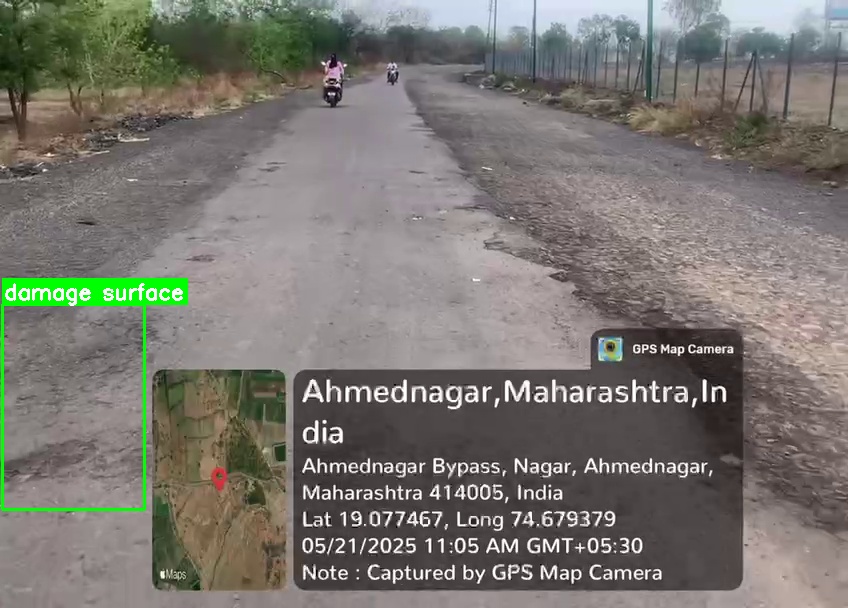 damage surface
GPS Map Camera
Ahmednagar,Maharashtra,In
dia
Ahmednagar Bypass, Nagar, Ahmednagar,
Maharashtra 414005, India
Lat 19.077467, Long 74.679379
05/21/2025 11:05 AM GMT+05:30
Note : Captured by GPS Map Camera
Maps